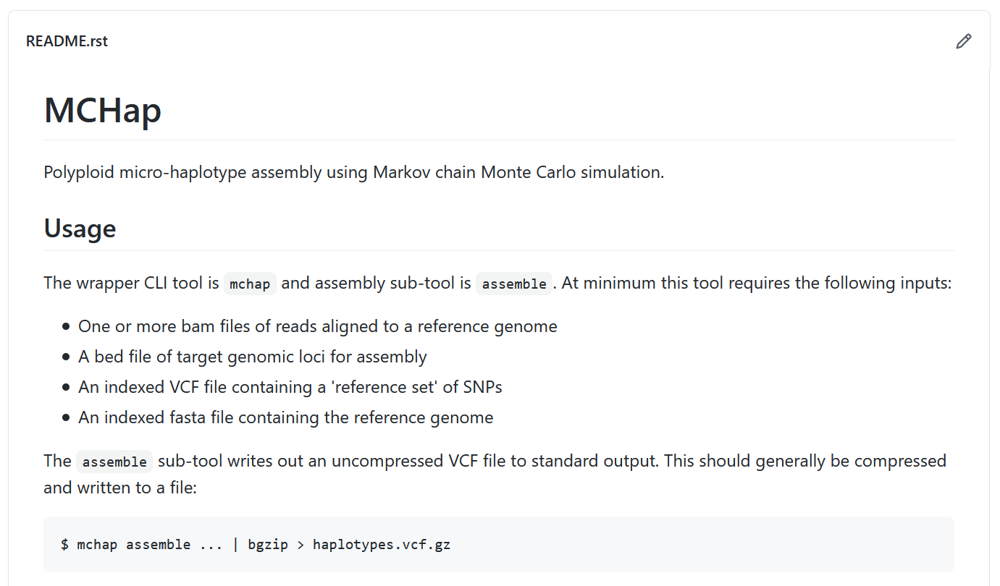 README.rst
MCHap
Polyploid micro-haplotype assembly using Markov chain Monte Carlo simulation.
Usage
The wrapper CLI tool is mchap and assembly sub-tool is assemble. At minimum this tool requires the following inputs:
• One or more bam files of reads aligned to a reference genome
• A bed file of target genomic loci for assembly
• An indexed VCF file containing a 'reference set' of SNPs
• An indexed fasta file containing the reference genome
The assemble sub-tool writes out an uncompressed VCF file to standard output. This should generally be compressed
and written to a file:
$ mchap assemble ... | bgzip > haplotypes.vcf.gz